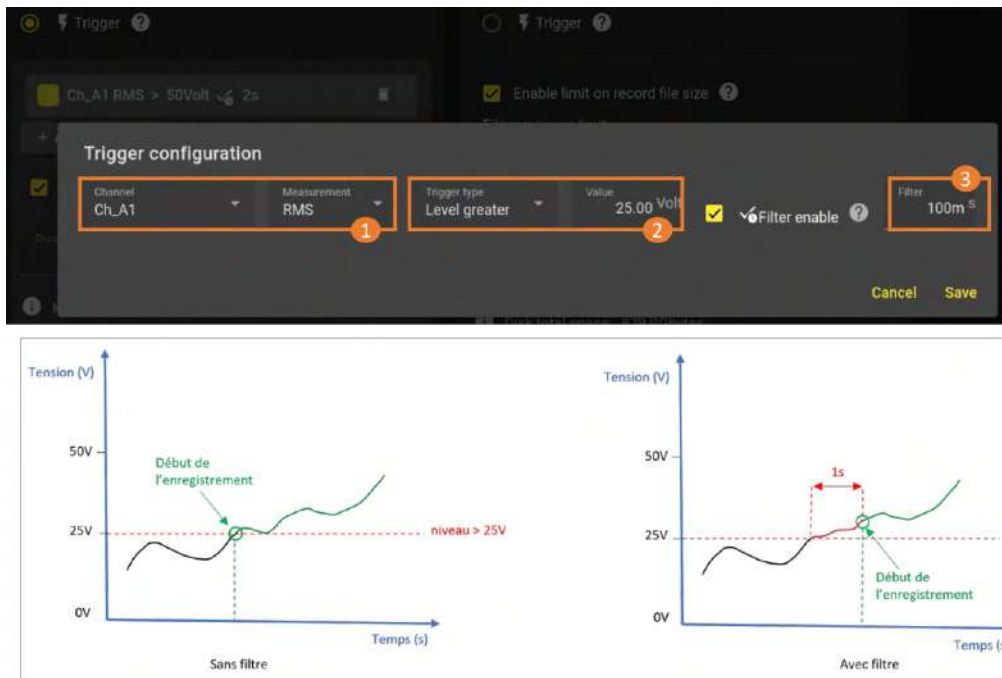 Trigger
Trigger
Ch_A1 RMS > 50Volt 2s
Enable limit on record file size
Trigger configuration
Channel
Ch_A1
Measurement
RMS
1
Trigger type
Level greater
Value
25.00 Volt
2
Filter enable
Filter
100m s
3
Cancel Save
Tension (V)
50V
Début de
l'enregistrement
25V
niveau > 25V
0V
Temps (s)
Sans filtre
Tension (V)
50V
1s
25V
Début de
l'enregistrement
0V
Temps (s
Avec filtre